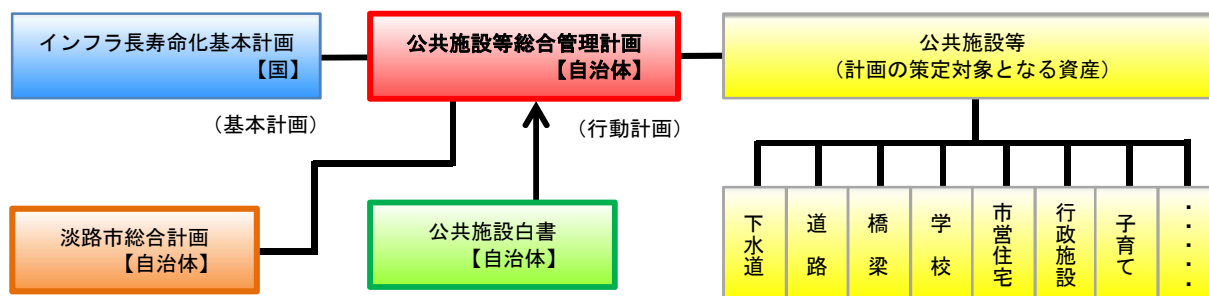 インフラ長寿命化基本計画
【国】
公共施設等総合管理計画
【自治体】
公共施設等
（計画の策定対象となる資産）
（基本計画）
（行動計画）
淡路市総合計画
【自治体】
公共施設白書
【自治体】
下水道
道路
橋梁
学校
市営住宅
行政施設
子育て
・・・・・